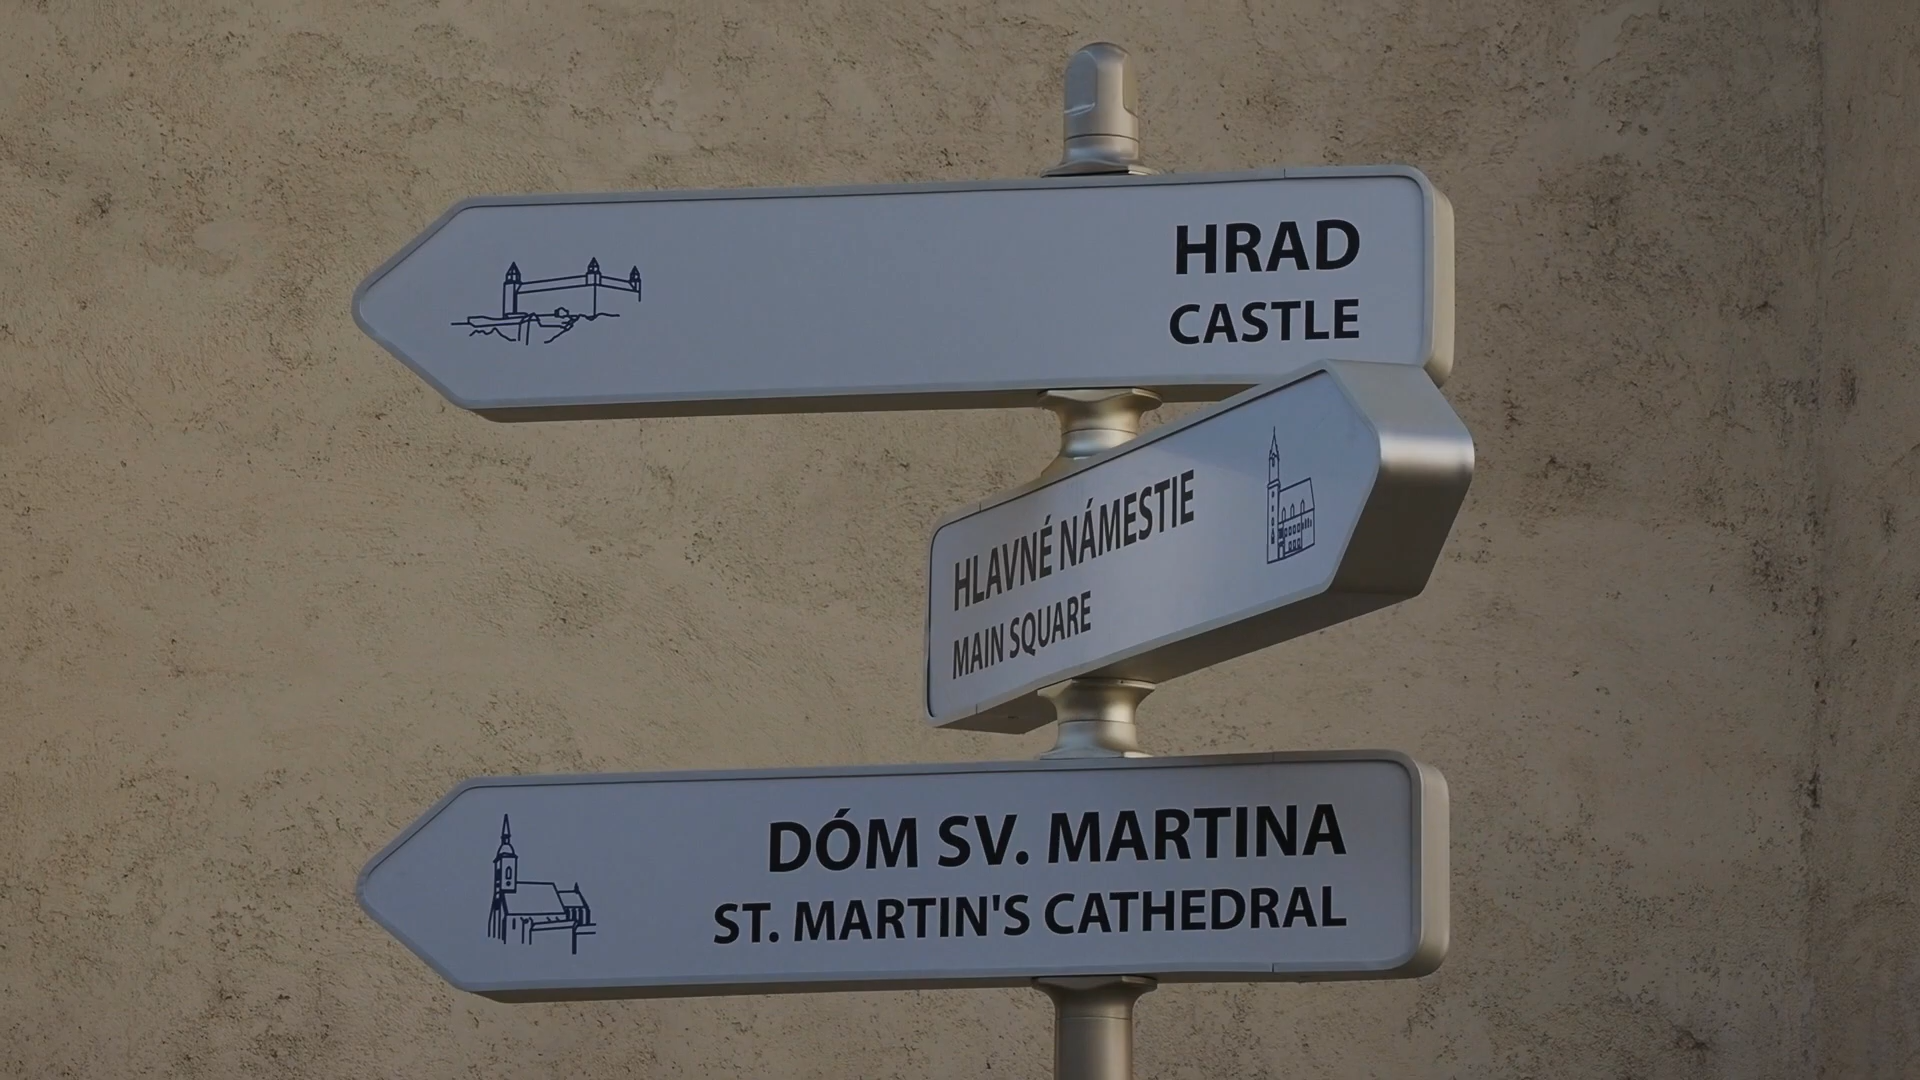 HRAD
CASTLE
HLAVNÉ NÁMESTIE
MAIN SQUARE
DÓM SV. MARTINA
ST. MARTIN'S CATHEDRAL